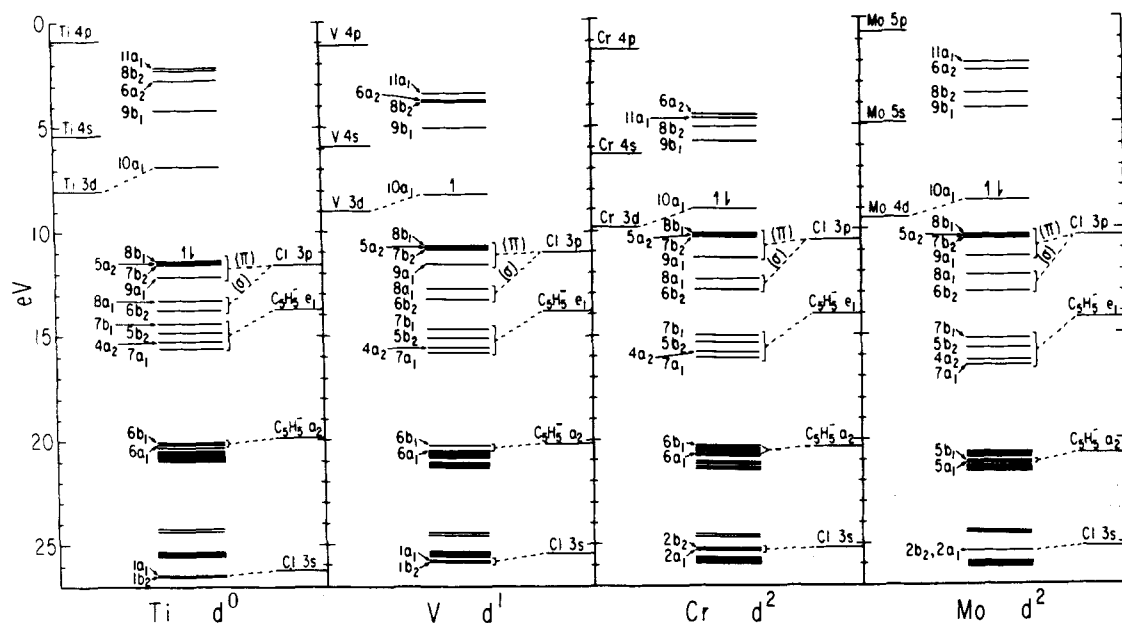 0
5
10
15
20
25
eV
Ti 4p
Ti 4s
Ti 3d
11a₁
8b₂
6a₂
9b₁
10a₁
8b₁
5a₂
7b₂
9a₁
8a₁
6b₂
7b₁
5b₂
4a₂
7a₁
6b₁
6a₁
1a₁
1b₂
(π)
(σ)
Cl 3p
C₅H₅⁻ e₁
C₅H₅⁻ a₂
Cl 3s
Ti d⁰
V 4p
V 4s
V 3d
11a₁
6a₂
8b₂
9b₁
10a₁
8b₁
5a₂
7b₂
9a₁
8a₁
6b₂
7b₁
5b₂
4a₂
7a₁
6b₁
6a₁
1a₁
1b₂
(π)
(σ)
Cl 3p
C₅H₅⁻ e₁
C₅H₅⁻ a₂
Cl 3s
V d¹
Cr 4p
Cr 4s
Cr 3d
6a₂
11a₁
8b₂
9b₁
10a₁
8b₁
5a₂
7b₂
9a₁
8a₁
6b₂
7b₁
5b₂
4a₂
7a₁
6b₁
6a₁
2b₂
2a₁
(π)
(σ)
Cl 3p
C₅H₅⁻ e₁
C₅H₅⁻ a₂
Cl 3s
Cr d²
Mo 5p
Mo 5s
Mo 4d
11a₁
6a₂
8b₂
9b₁
10a₁
8b₁
5a₂
7b₂
9a₁
8a₁
6b₂
7b₁
5b₂
4a₂
7a₁
5b₁
5a₁
2b₂,2a₁
(π)
(σ)
Cl 3p
C₅H₅⁻ e₁
C₅H₅⁻ a₂
Cl 3s
Mo d²